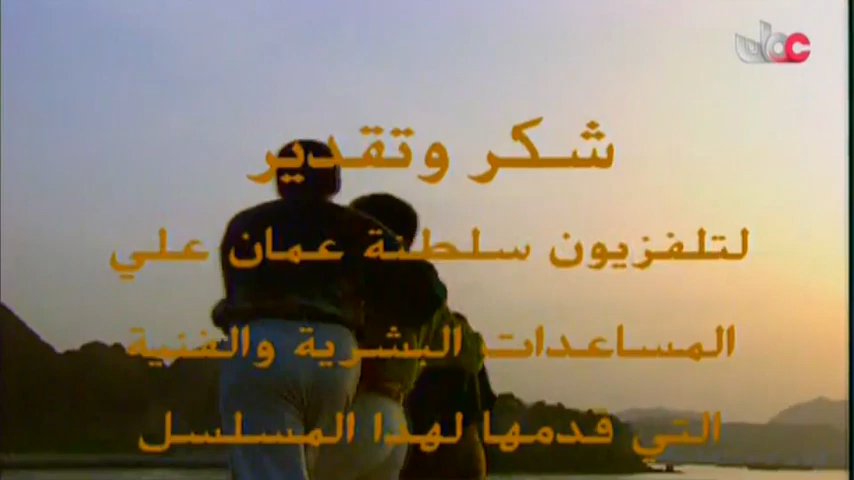 شكر وتقدير
لتلفزيون سلطنة عمان علي
المساعدات البشرية والفنية
التي قدمها لهذا المسلسل